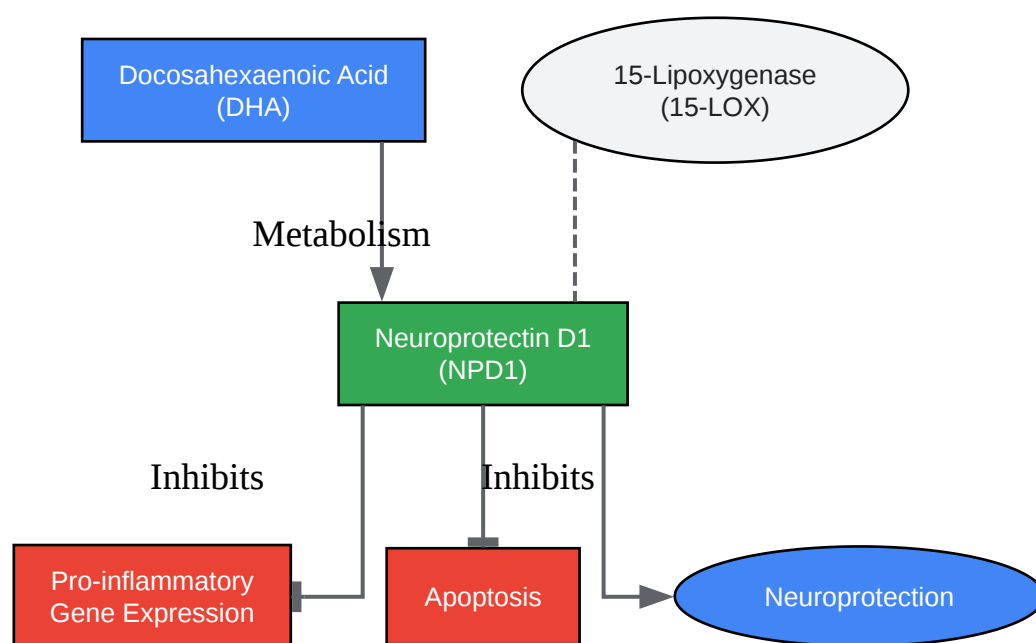 Docosahexaenoic Acid
(DHA)
15-Lipoxygenase
(15-LOX)
Metabolism
Neuroprotectin D1
(NPD1)
Inhibits
Inhibits
Pro-inflammatory
Gene Expression
Apoptosis
Neuroprotection